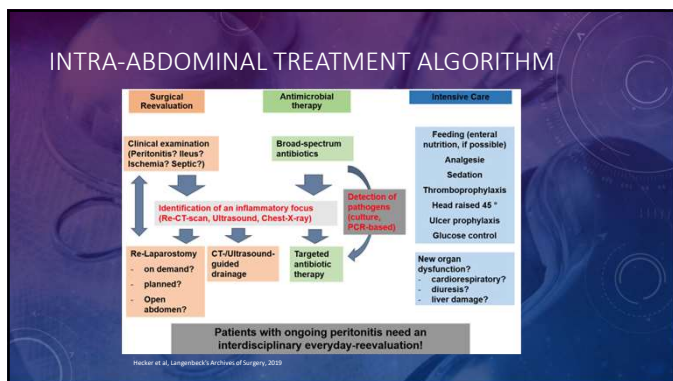 INTRA-ABDOMINAL TREATMENT ALGORITHM
Surgical
Reevaluation
Antimicrobial
therapy
Intensive Care
Clinical examination
(Peritonitis? Ileus?
Ischemia? Septic?)
Broad-spectrum
antibiotics
Identification of an inflammatory focus
(Re-CT-scan, Ultrasound, Chest-X-ray)
Detection of
pathogens
(culture,
PCR-based)
Re-Laparostomy
- on demand?
- planned?
- Open
abdomen?
CT-/Ultrasound-
guided
drainage
Targeted
antibiotic
therapy
Feeding (enteral
nutrition, if possible)
Analgesie
Sedation
Thromboprophylaxis
Head raised 45 °
Ulcer prophylaxis
Glucose control
New organ
dysfunction?
- cardiorespiratory?
- diuresis?
- liver damage?
Patients with ongoing peritonitis need an
interdisciplinary everyday-reevaluation!
Hecker et al, Langenbeck's Archives of Surgery, 2019